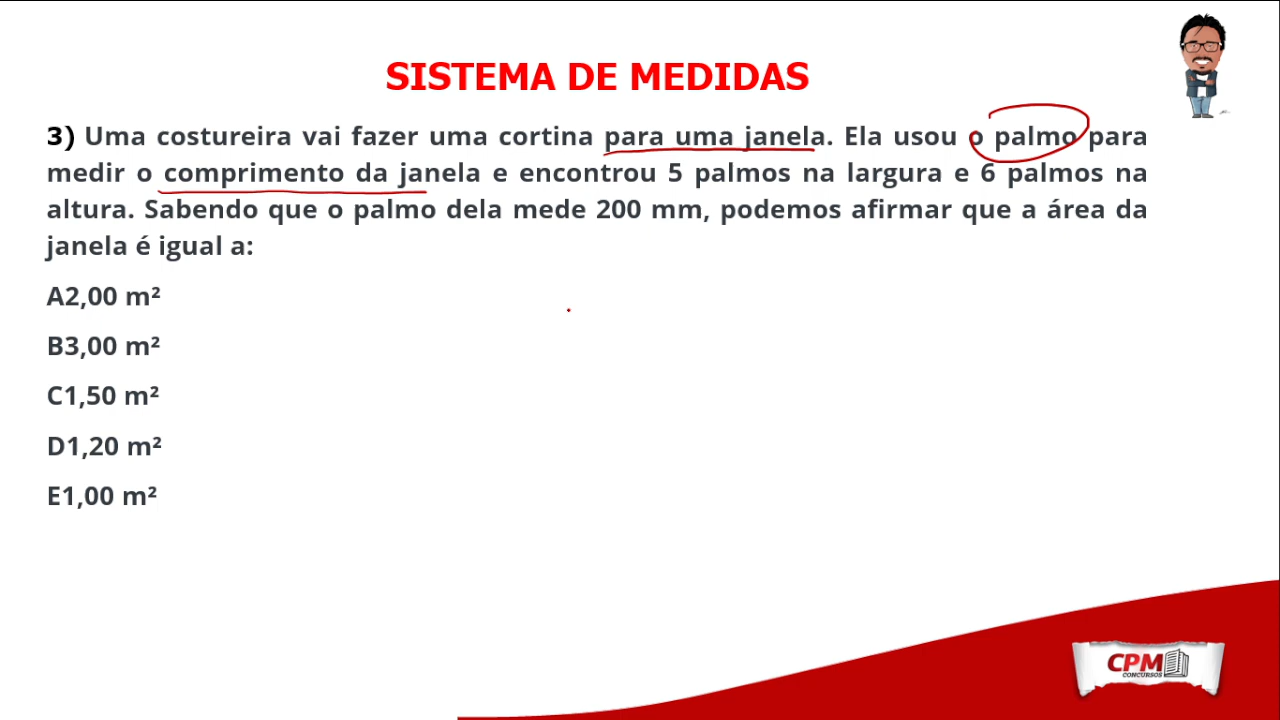 SISTEMA DE MEDIDAS
3) Uma costureira vai fazer uma cortina para uma janela. Ela usou o palmo para
medir o comprimento da janela e encontrou 5 palmos na largura e 6 palmos na
altura. Sabendo que o palmo dela mede 200 mm, podemos afirmar que a área da
janela é igual a:
A2,00 m²
B3,00 m²
C1,50 m²
D1,20 m²
E1,00 m²
CPM
CONCURSOS